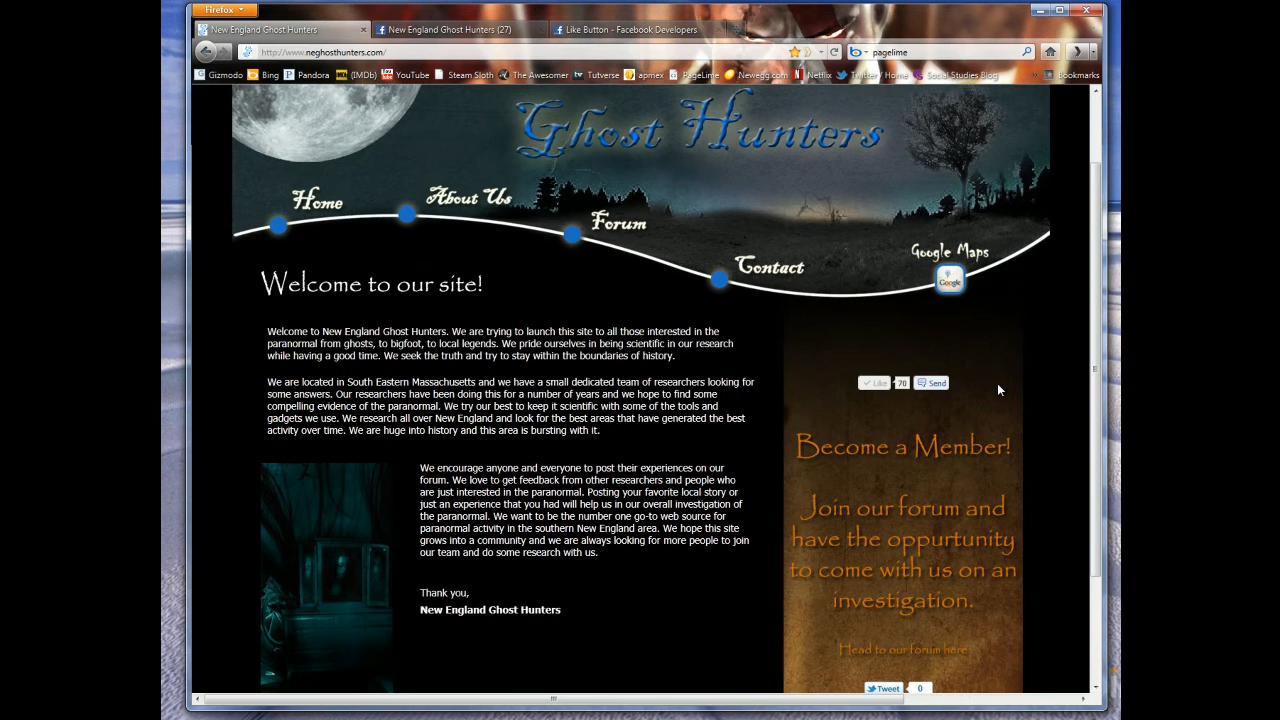 Firefox
New England Ghost Hunters
New England Ghost Hunters (27)
Like Button - Facebook Developers
http://www.neghosthunters.com/
pagelime
Gizmodo
Bing
Pandora
(IMDb)
YouTube
Steam Sloth
The Awesomer
Tutverse
apmex
PageLime
Newegg.com
Netflix
Twitter / Home
Social Studies Blog
Bookmarks
Ghost Hunters
Home
About Us
Forum
Contact
Google Maps
Google
Welcome to our site!
Welcome to New England Ghost Hunters. We are trying to launch this site to all those interested in the
paranormal from ghosts, to bigfoot, to local legends. We pride ourselves in being scientific in our research
while having a good time. We seek the truth and try to stay within the boundaries of history.
We are located in South Eastern Massachusetts and we have a small dedicated team of researchers looking for
some answers. Our researchers have been doing this for a number of years and we hope to find some
compelling evidence of the paranormal. We try our best to keep it scientific with some of the tools and
gadgets we use. We research all over New England and look for the best areas that have generated the best
activity over time. We are huge into history and this area is bursting with it.
We encourage anyone and everyone to post their experiences on our
forum. We love to get feedback from other researchers and people who
are just interested in the paranormal. Posting your favorite local story or
just an experience that you had will help us in our overall investigation of
the paranormal. We want to be the number one go-to web source for
paranormal activity in the southern New England area. We hope this site
grows into a community and we are always looking for more people to join
our team and do some research with us.
Thank you,
New England Ghost Hunters
Like
70
Send
Become a Member!
Join our forum and
have the oppurtunity
to come with us on an
investigation.
Head to our forum here
Tweet
0